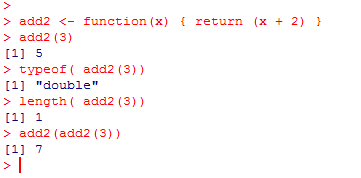 >
> add2 <- function(x) { return (x + 2) }
> add2(3)
[1] 5
> typeof( add2(3))
[1] "double"
> length( add2(3))
[1] 1
> add2(add2(3))
[1] 7
>